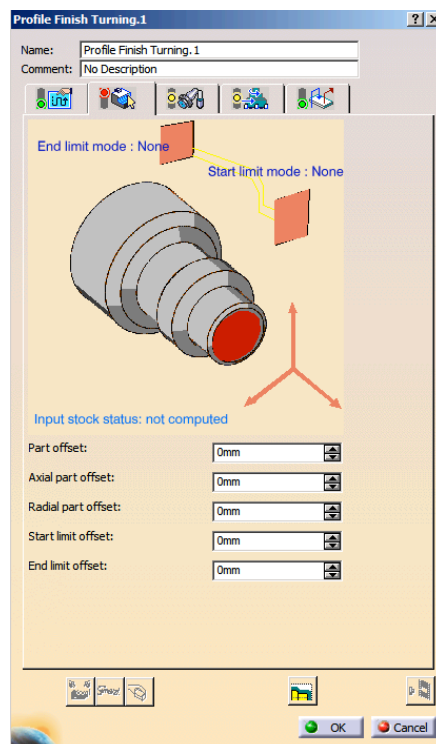 Profile Finish Turning.1
Name: Profile Finish Turning.1
Comment: No Description
End limit mode : None
Start limit mode : None
Input stock status: not computed
Part offset: 0mm
Axial part offset: 0mm
Radial part offset: 0mm
Start limit offset: 0mm
End limit offset: 0mm
OK Cancel